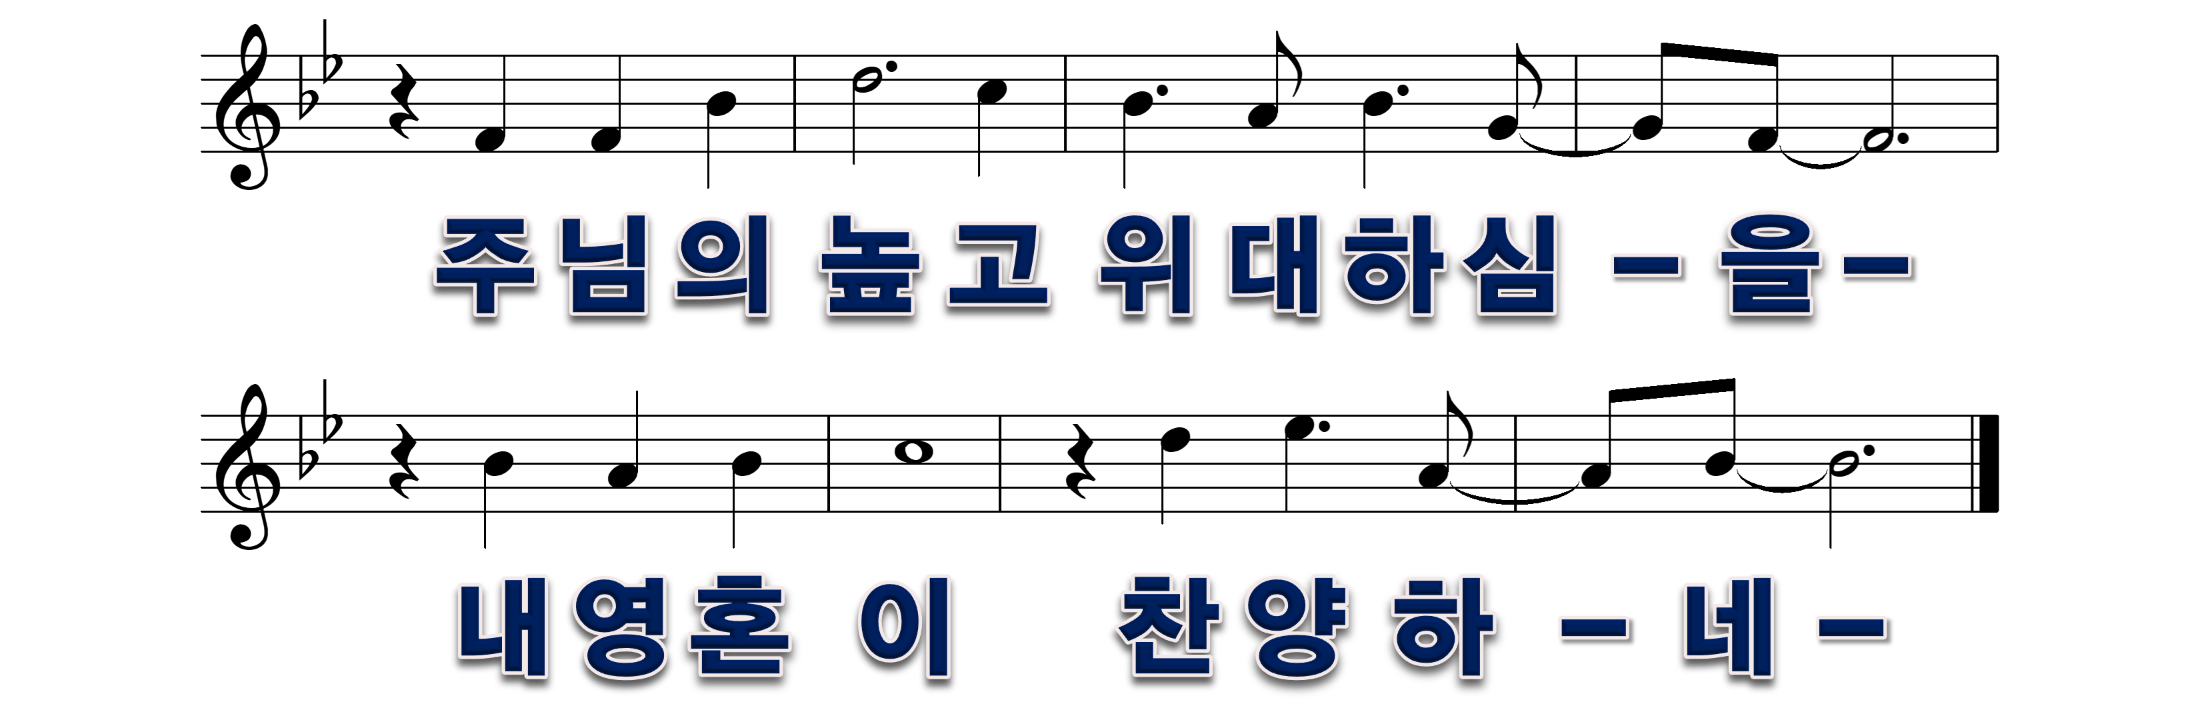 주님의 높고 위대하심 - 을 -
내영혼 이 찬양 하 - 네 -